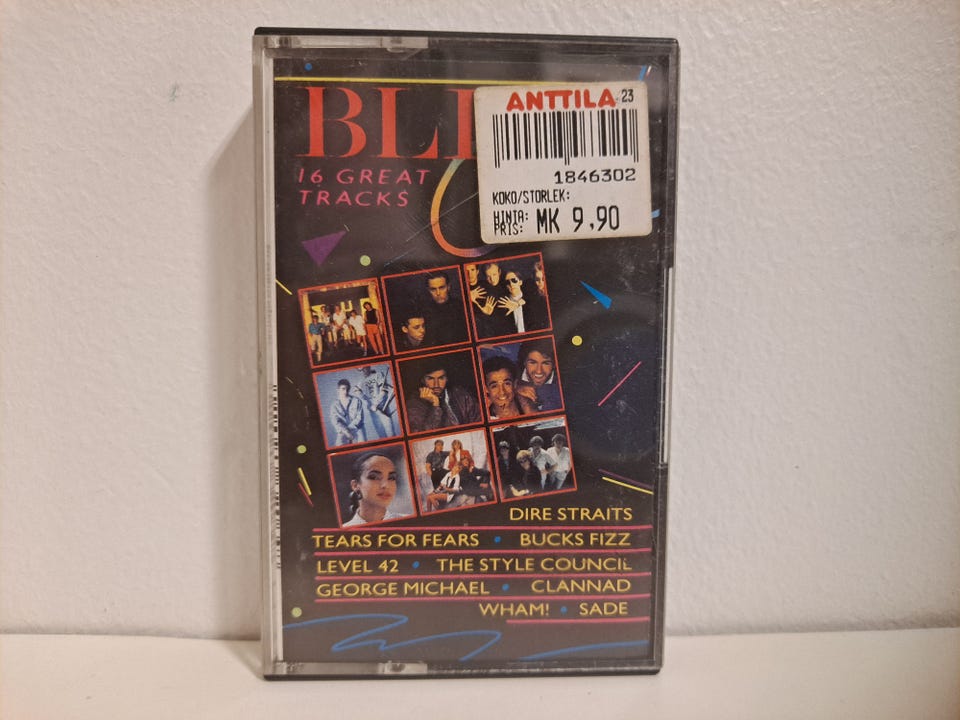 BLI
ANTTILA 23
1846302
KOKO/STORLEK:
HINTA:
PRIS: MK 9,90
16 GREAT
TRACKS
DIRE STRAITS
TEARS FOR FEARS • BUCKS FIZZ
LEVEL 42 • THE STYLE COUNCIL
GEORGE MICHAEL • CLANNAD
WHAM! • SADE